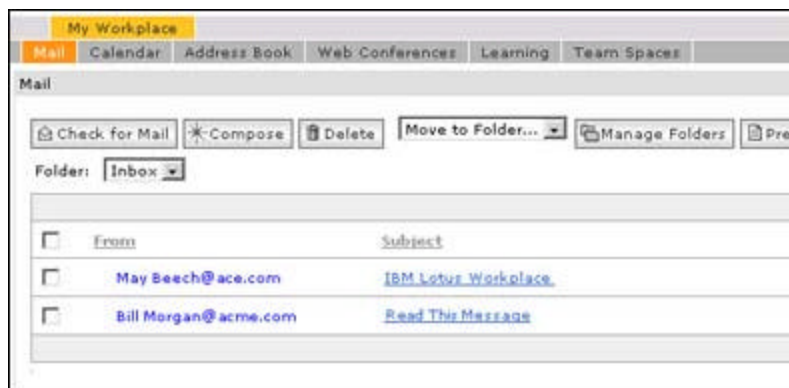 My Workplace
Mail Calendar Address Book Web Conferences Learning Team Spaces
Mail
Check for Mail Compose Delete Move to Folder... Manage Folders Pre
Folder: Inbox
From Subject
May Beech@ace.com IBM Lotus Workplace
Bill Morgan@acme.com Read This Message